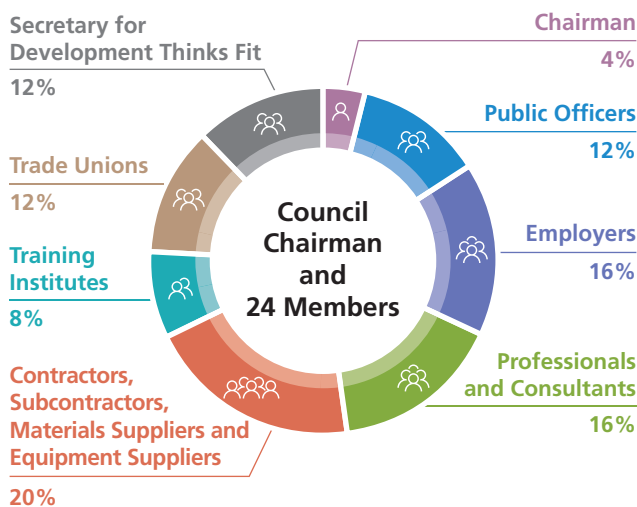 Secretary for
Development Thinks Fit
12%
Trade Unions
12%
Training
Institutes
8%
Contractors,
Subcontractors,
Materials Suppliers and
Equipment Suppliers
20%
Council
Chairman
and
24 Members
Chairman
4%
Public Officers
12%
Employers
16%
Professionals
and Consultants
16%